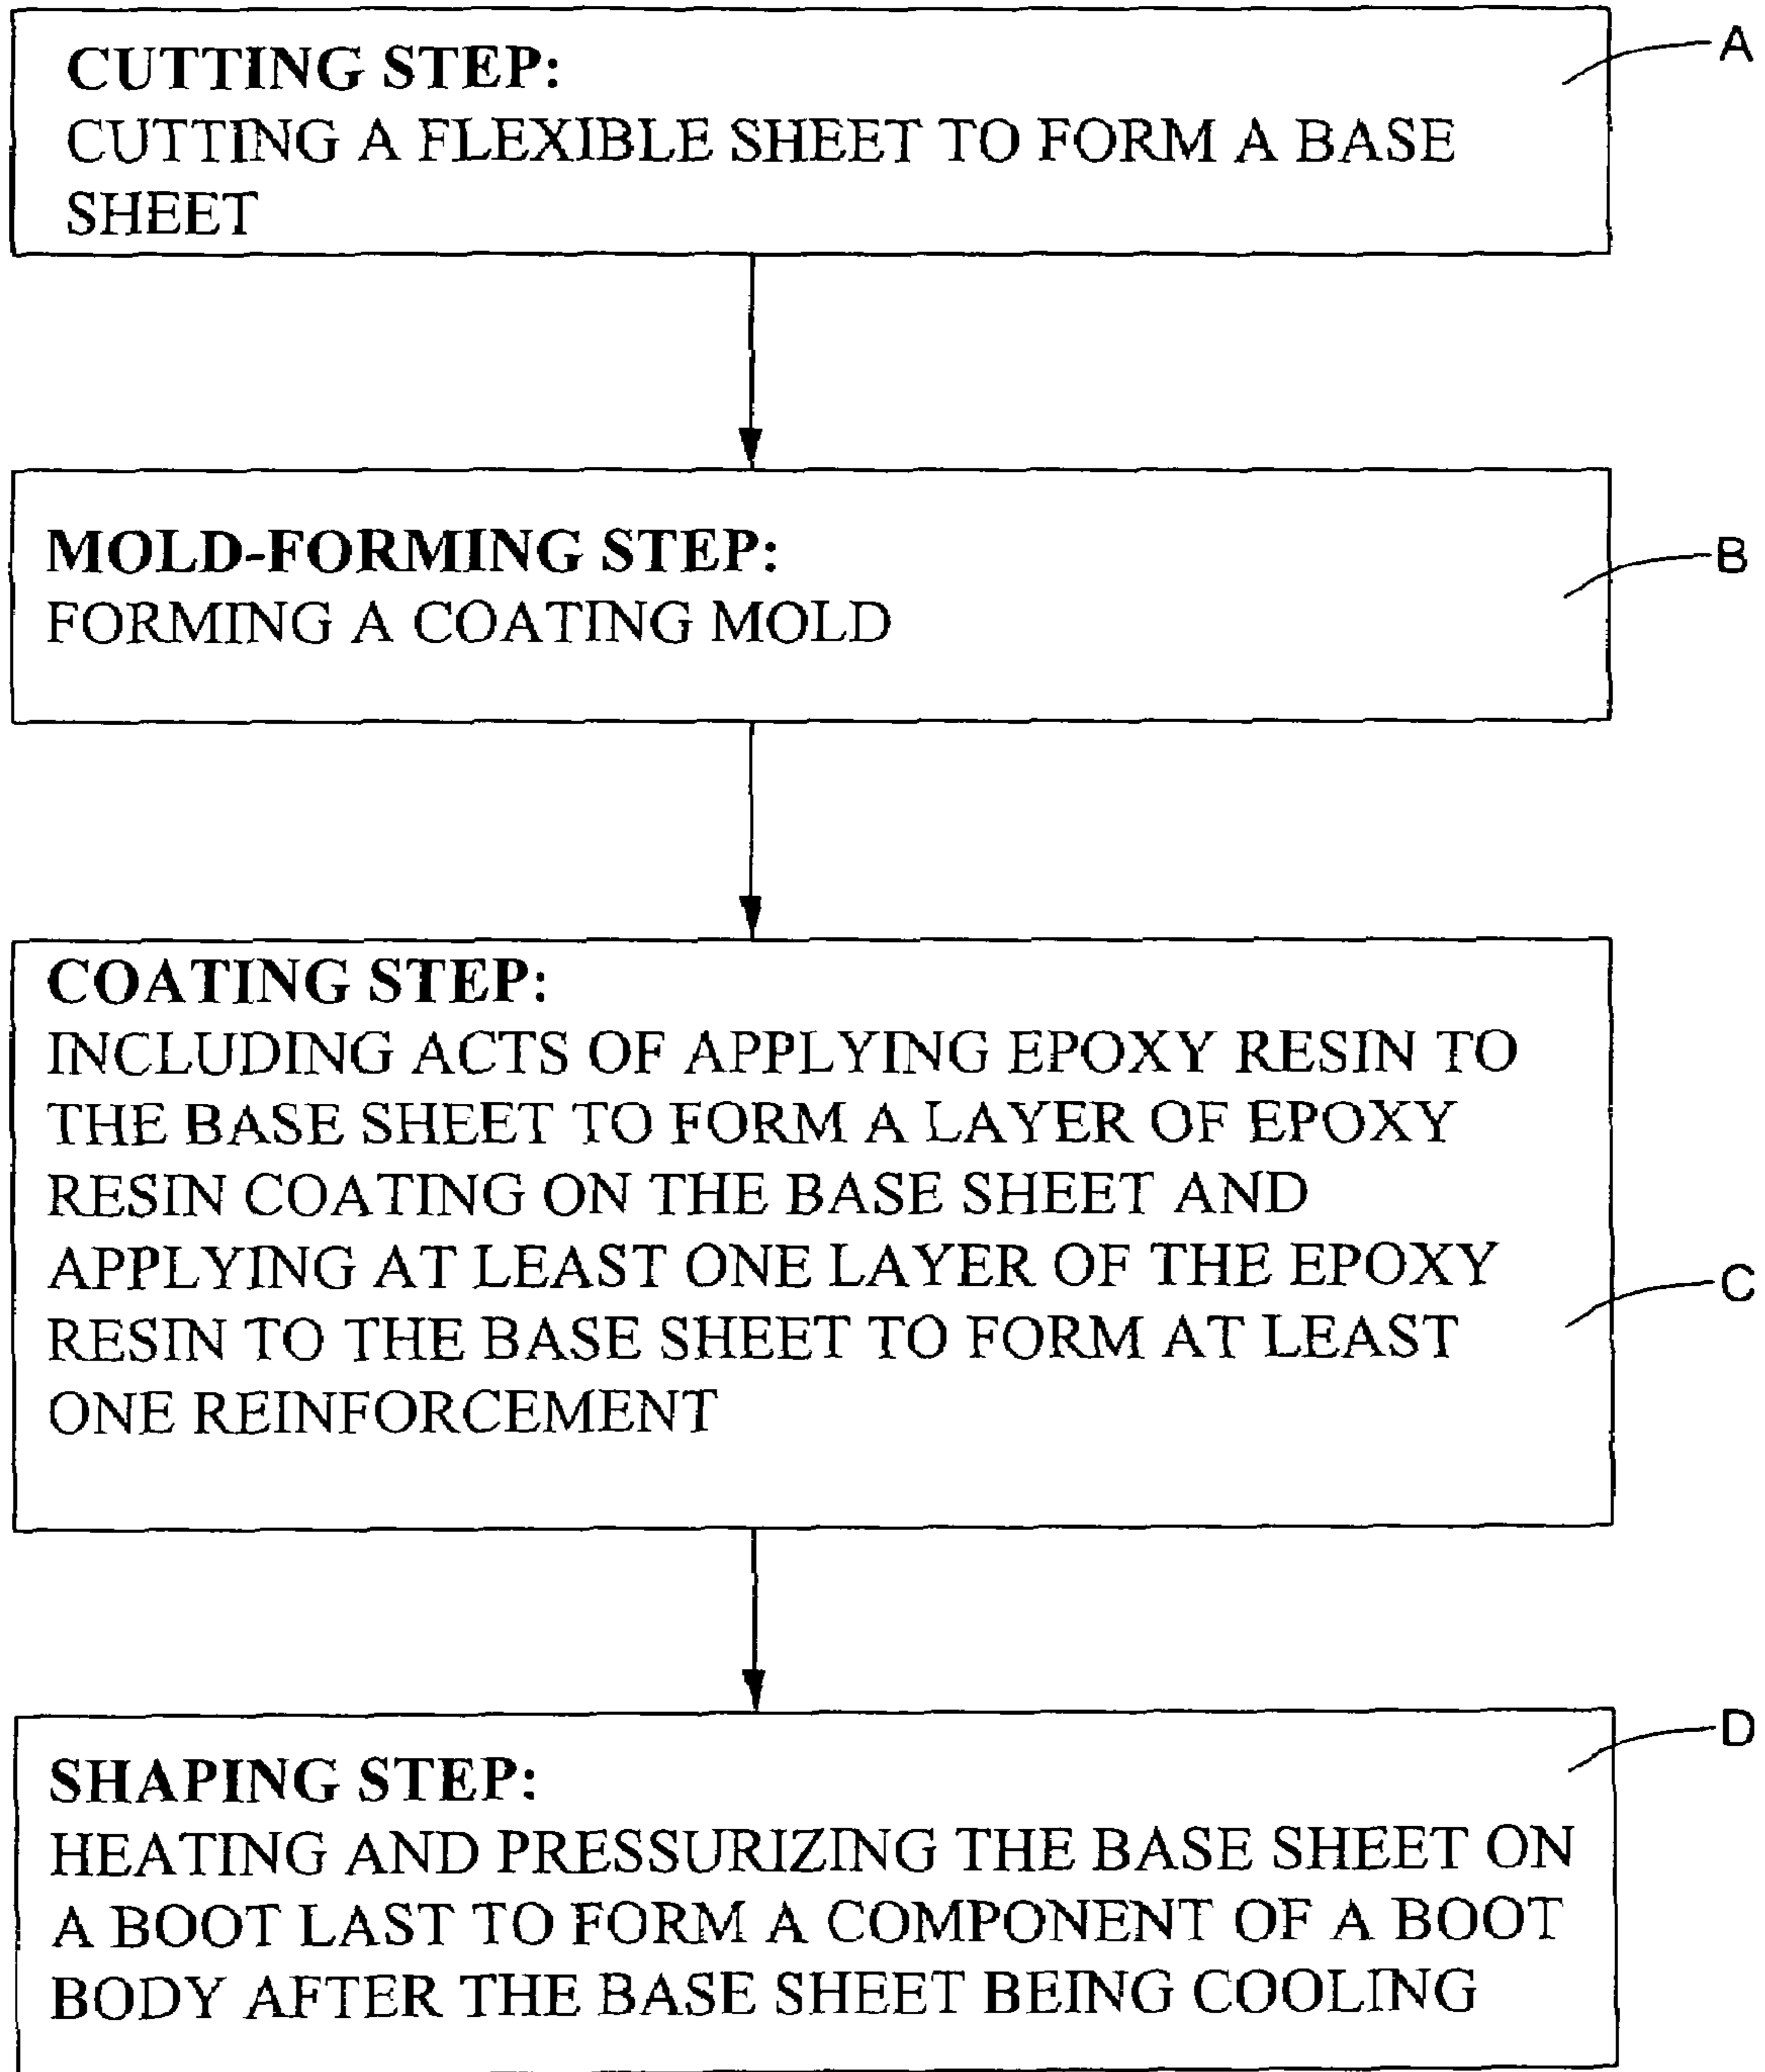 CUTTING STEP:
CUTTING A FLEXIBLE SHEET TO FORM A BASE
SHEET
A
MOLD-FORMING STEP:
FORMING A COATING MOLD
B
COATING STEP:
INCLUDING ACTS OF APPLYING EPOXY RESIN TO
THE BASE SHEET TO FORM A LAYER OF EPOXY
RESIN COATING ON THE BASE SHEET AND
APPLYING AT LEAST ONE LAYER OF THE EPOXY
RESIN TO THE BASE SHEET TO FORM AT LEAST
ONE REINFORCEMENT
C
SHAPING STEP:
HEATING AND PRESSURIZING THE BASE SHEET ON
A BOOT LAST TO FORM A COMPONENT OF A BOOT
BODY AFTER THE BASE SHEET BEING COOLING
D